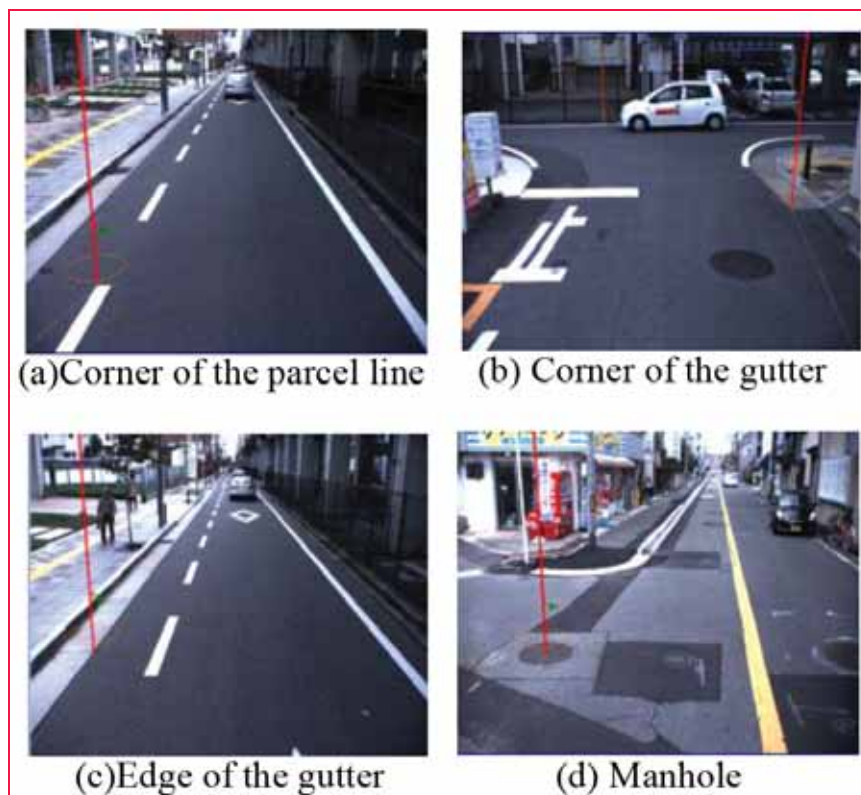 (a)Corner of the parcel line
(b) Corner of the gutter
(c)Edge of the gutter
(d) Manhole